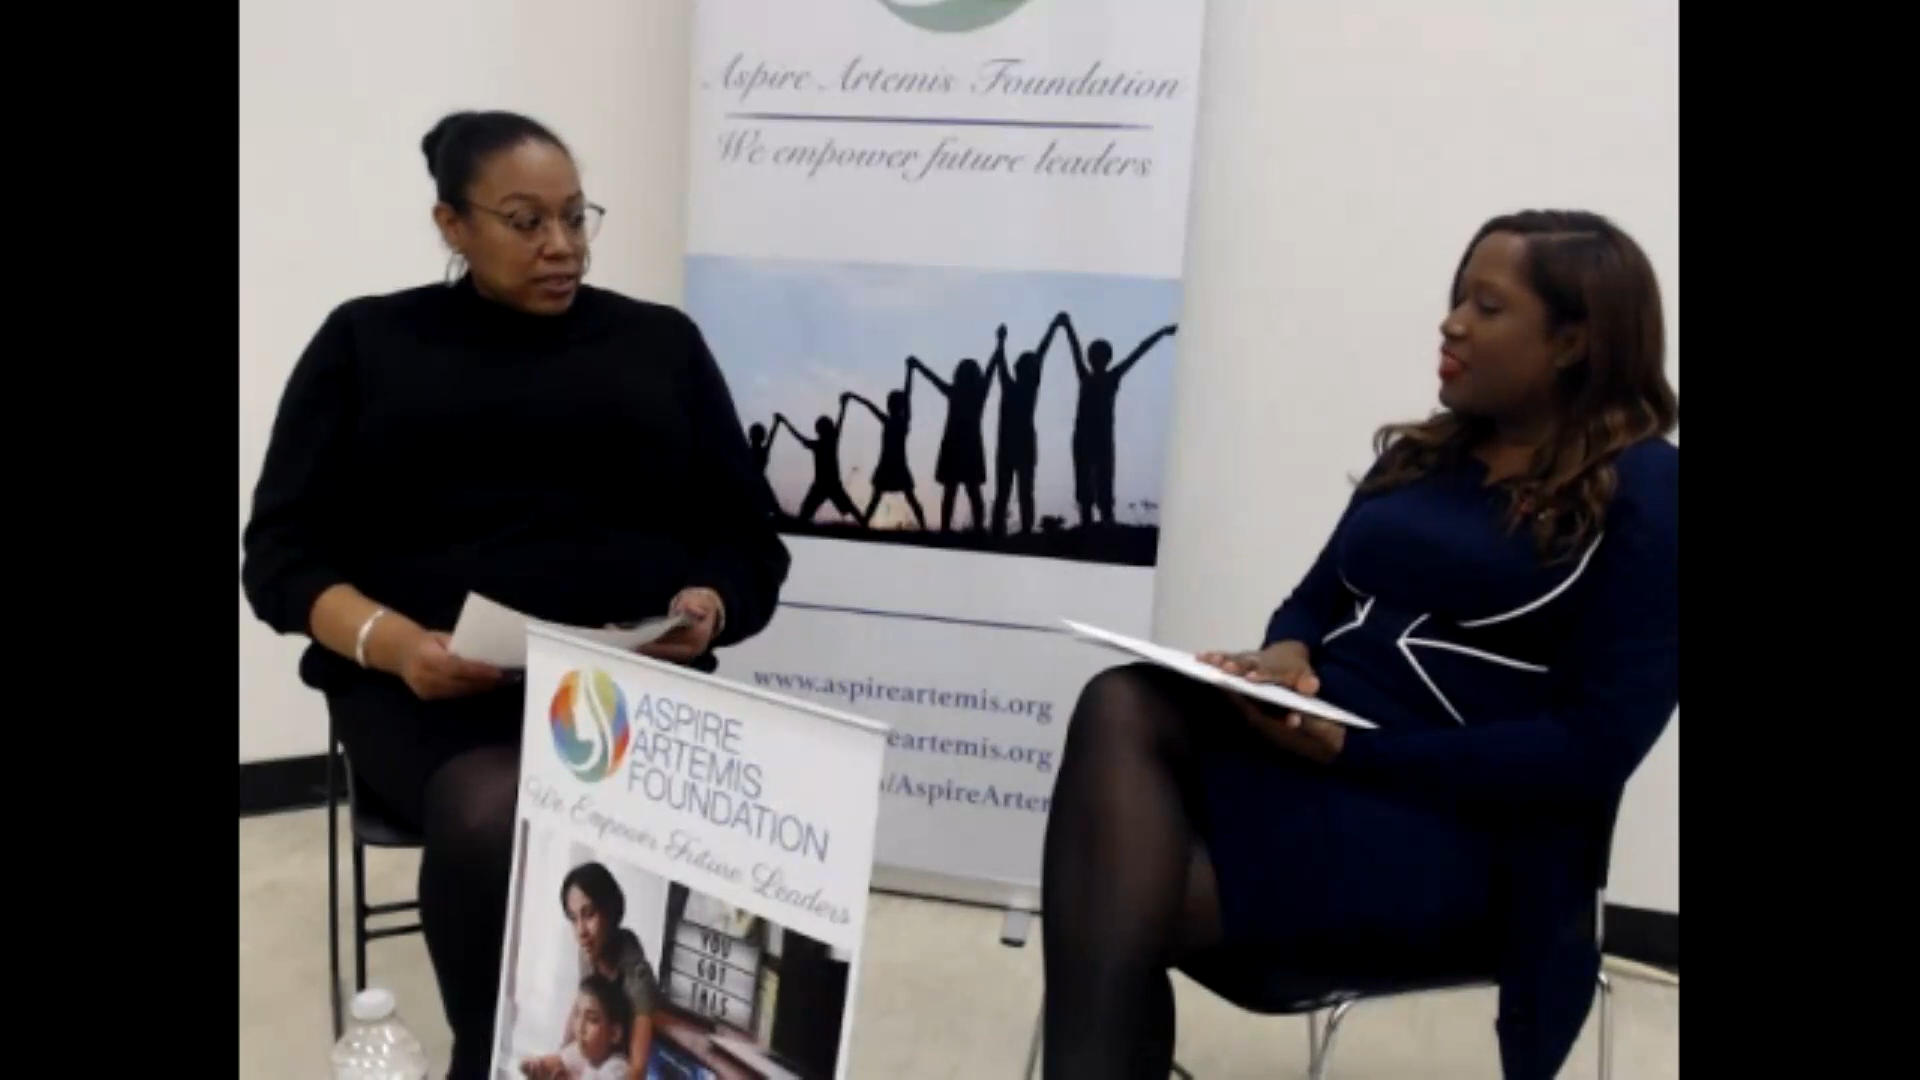 Aspire Artemis Foundation
We empower future leaders
www.aspireartemis.org
eartemis.org
/AspireArtem
ASPIRE
ARTEMIS
FOUNDATION
We Empower Future Leaders
YOU
GOT
THIS